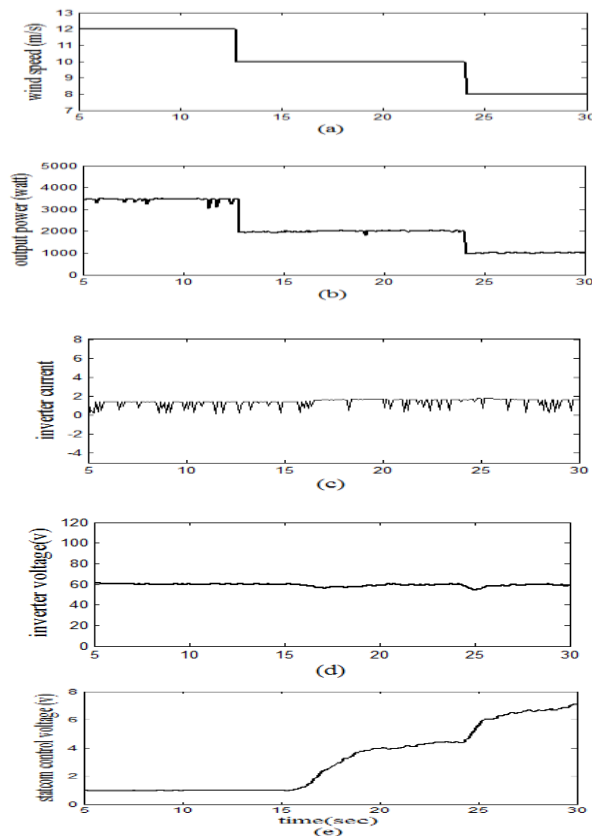 13
12
11
10
9
8
7
wind speed (m/s)
5 10 15 20 25 30
(a)
5000
4000
3000
2000
1000
0
output power (watt)
5 10 15 20 25 30
(b)
8
6
4
2
0
-2
-4
inverter current
5 10 15 20 25 30
(c)
120
100
80
60
40
20
0
inverter voltage(v)
5 10 15 20 25 30
(d)
8
6
4
2
0
statcom control voltage (v)
5 10 15 20 25 30
time(sec)
(e)